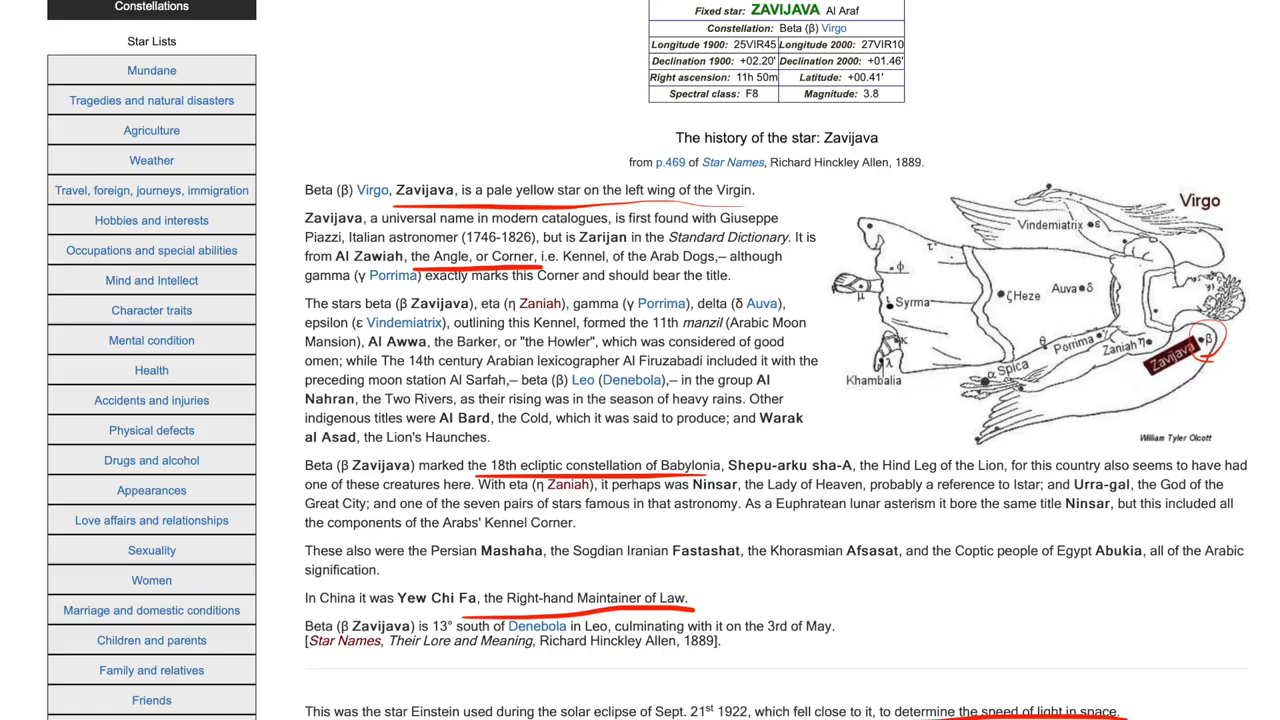 Constellations
Star Lists
Mundane
Tragedies and natural disasters
Agriculture
Weather
Travel, foreign, journeys, immigration
Hobbies and interests
Occupations and special abilities
Mind and Intellect
Character traits
Mental condition
Health
Accidents and injuries
Physical defects
Drugs and alcohol
Appearances
Love affairs and relationships
Sexuality
Women
Marriage and domestic conditions
Children and parents
Family and relatives
Friends
Fixed star: ZAVIJAVA Al Araf
Constellation: Beta (β) Virgo
Longitude 1900: 25VIR45 Longitude 2000: 27VIR10
Declination 1900: +02.20' Declination 2000: +01.46'
Right ascension: 11h 50m Latitude: +00.41'
Spectral class: F8 Magnitude: 3.8
The history of the star: Zavijava
from p.469 of Star Names, Richard Hinckley Allen, 1889.
Beta (β) Virgo, Zavijava, is a pale yellow star on the left wing of the Virgin.
Zavijava, a universal name in modern catalogues, is first found with Giuseppe
Piazzi, Italian astronomer (1746-1826), but is Zarijan in the Standard Dictionary. It is
from Al Zawiah, the Angle, or Corner, i.e. Kennel, of the Arab Dogs,– although
gamma (γ Porrima) exactly marks this Corner and should bear the title.
The stars beta (β Zavijava), eta (η Zaniah), gamma (γ Porrima), delta (δ Auva),
epsilon (ε Vindemiatrix), outlining this Kennel, formed the 11th manzil (Arabic Moon
Mansion), Al Awwa, the Barker, or "the Howler", which was considered of good
omen; while The 14th century Arabian lexicographer Al Firuzabadi included it with the
preceding moon station Al Sarfah,– beta (β) Leo (Denebola),– in the group Al
Nahran, the Two Rivers, as their rising was in the season of heavy rains. Other
indigenous titles were Al Bard, the Cold, which it was said to produce; and Warak
al Asad, the Lion's Haunches.
Virgo
Vindemiatrix ε
τ
φ
μ
Syrma
ζ Heze
Auva δ
κ
λ
Khambalia
α Spica
θ
Porrima γ
Zaniah η
Zavijava β
William Tyler Olcott
Beta (β Zavijava) marked the 18th ecliptic constellation of Babylonia, Shepu-arku sha-A, the Hind Leg of the Lion, for this country also seems to have had
one of these creatures here. With eta (η Zaniah), it perhaps was Ninsar, the Lady of Heaven, probably a reference to Istar; and Urra-gal, the God of the
Great City; and one of the seven pairs of stars famous in that astronomy. As a Euphratean lunar asterism it bore the same title Ninsar, but this included all
the components of the Arabs' Kennel Corner.
These also were the Persian Mashaha, the Sogdian Iranian Fastashat, the Khorasmian Afsasat, and the Coptic people of Egypt Abukia, all of the Arabic
signification.
In China it was Yew Chi Fa, the Right-hand Maintainer of Law.
Beta (β Zavijava) is 13° south of Denebola in Leo, culminating with it on the 3rd of May.
[Star Names, Their Lore and Meaning, Richard Hinckley Allen, 1889].
This was the star Einstein used during the solar eclipse of Sept. 21st 1922, which fell close to it, to determine the speed of light in space.